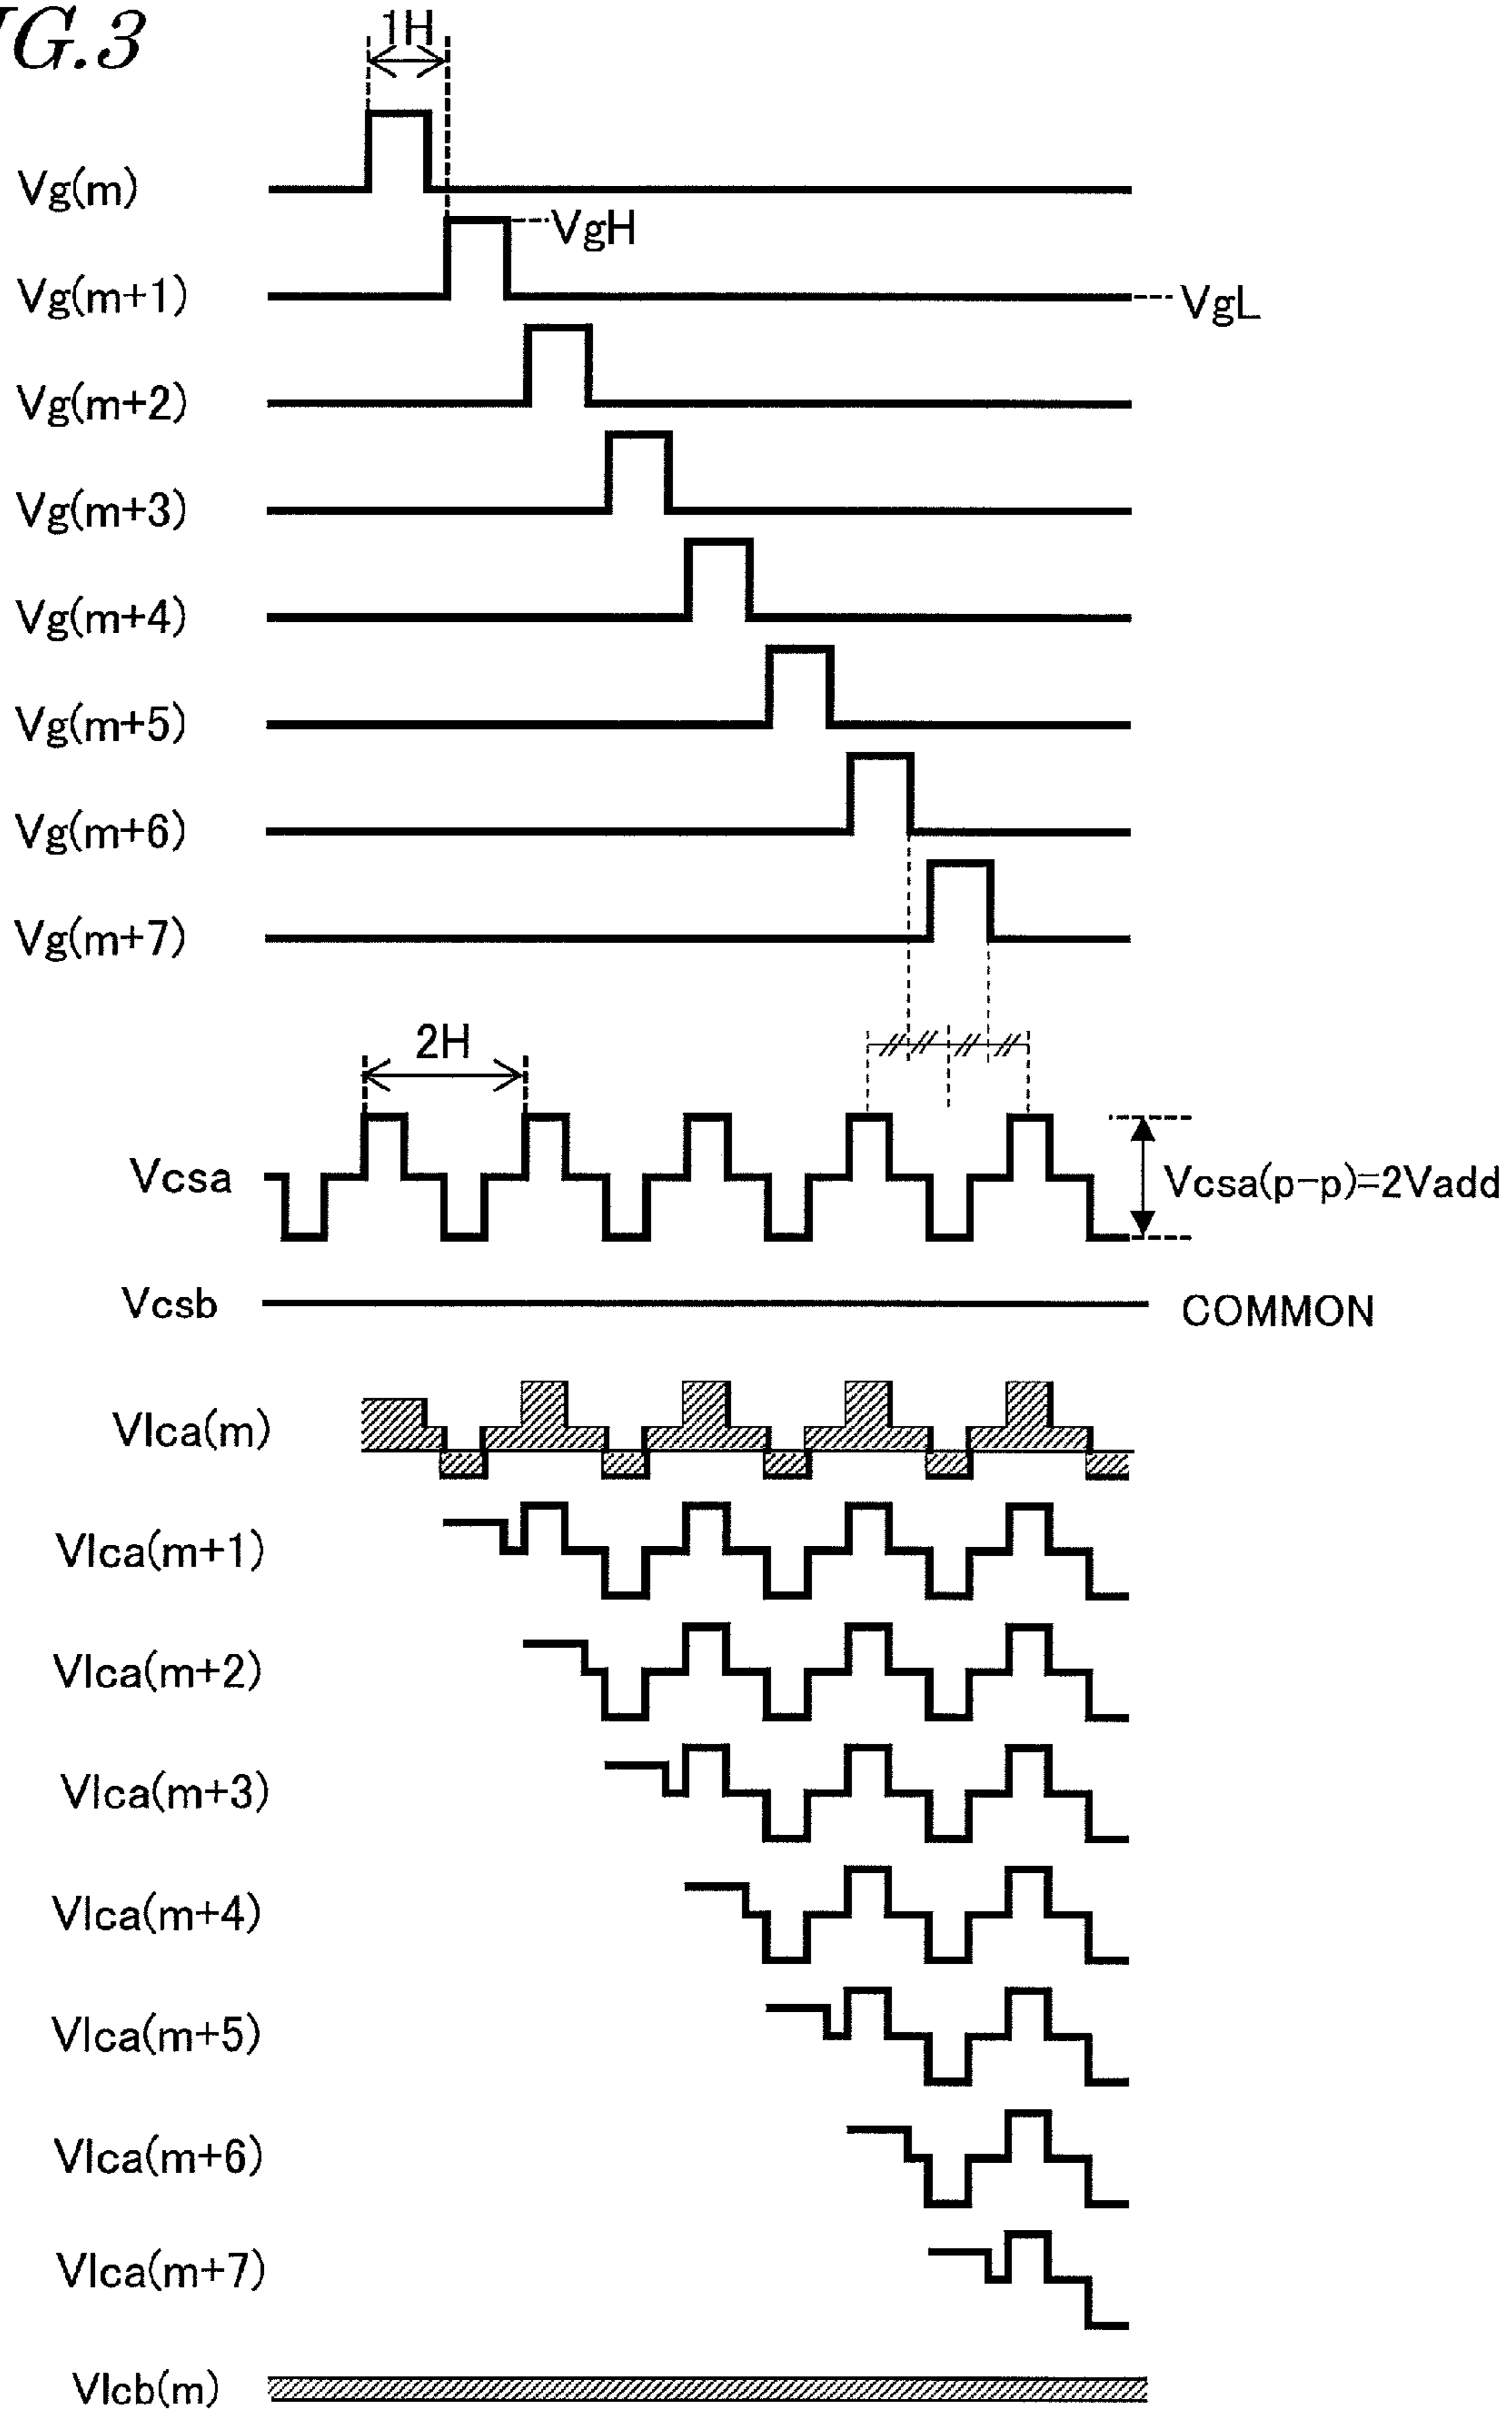 IG.3
1H
Vg(m)
VgH
Vg(m+1)
VgL
Vg(m+2)
Vg(m+3)
Vg(m+4)
Vg(m+5)
Vg(m+6)
Vg(m+7)
2H
Vcsa
Vcsa(p-p)=2Vadd
Vcsb
COMMON
Vlca(m)
Vlca(m+1)
Vlca(m+2)
Vlca(m+3)
Vlca(m+4)
Vlca(m+5)
Vlca(m+6)
Vlca(m+7)
Vlcb(m)